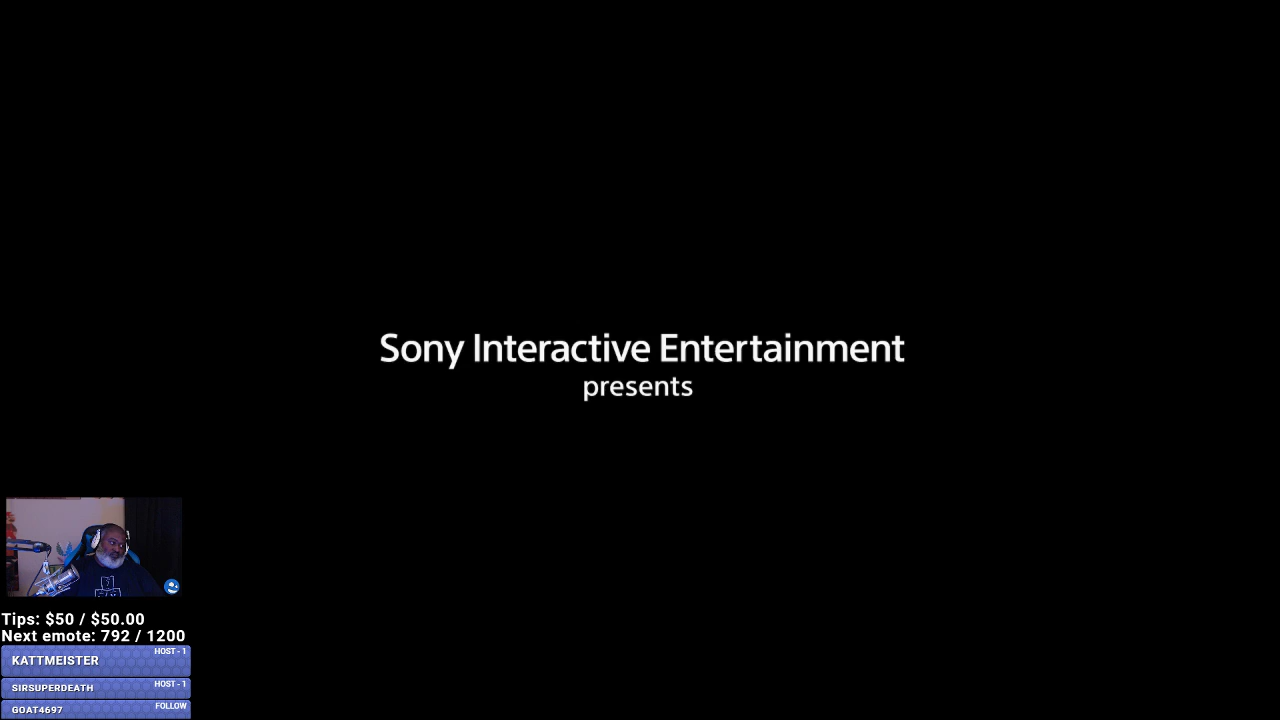 Sony Interactive Entertainment
presents
Tips: $50 / $50.00
Next emote: 792 / 1200
HOST - 1
KATTMEISTER
HOST - 1
SIRSUPERDEATH
FOLLOW
GOAT4697